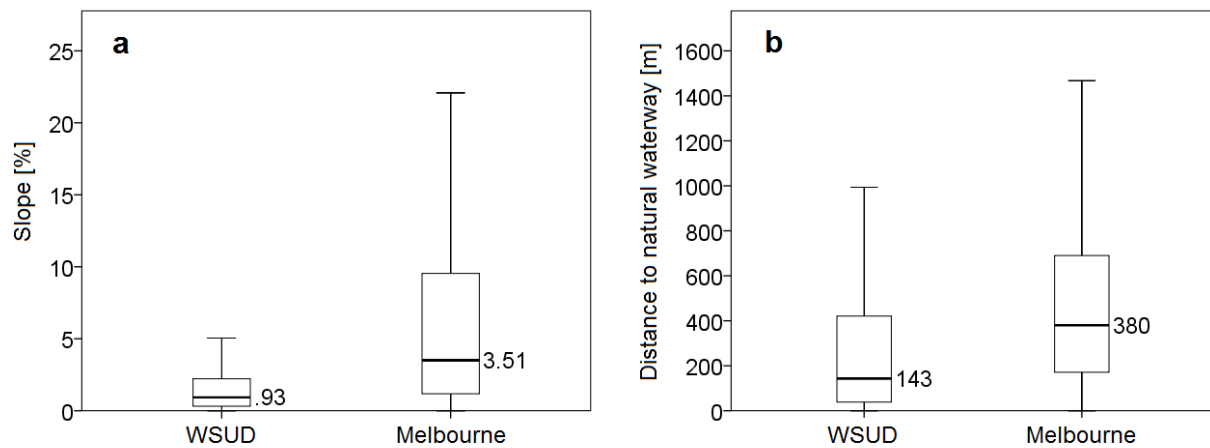 a
Slope [%]
25
20
15
10
5
0
.93
3.51
WSUD
Melbourne
b
Distance to natural waterway [m]
1600
1400
1200
1000
800
600
400
200
0
143
380
WSUD
Melbourne